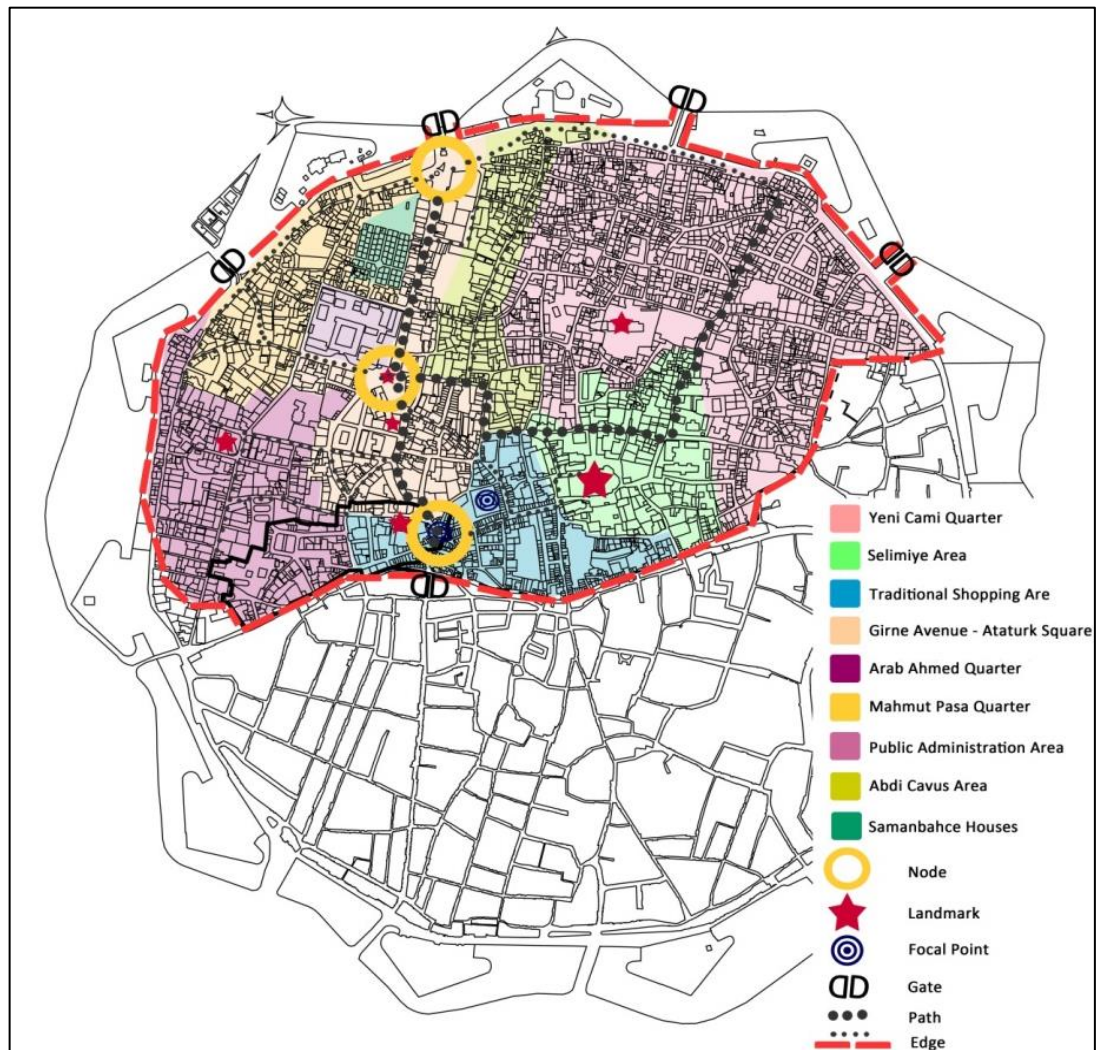 Yeni Cami Quarter
Selimiye Area
Traditional Shopping Are
Girne Avenue - Ataturk Square
Arab Ahmed Quarter
Mahmut Pasa Quarter
Public Administration Area
Abdi Cavus Area
Samanbahce Houses
Node
Landmark
Focal Point
Gate
Path
Edge